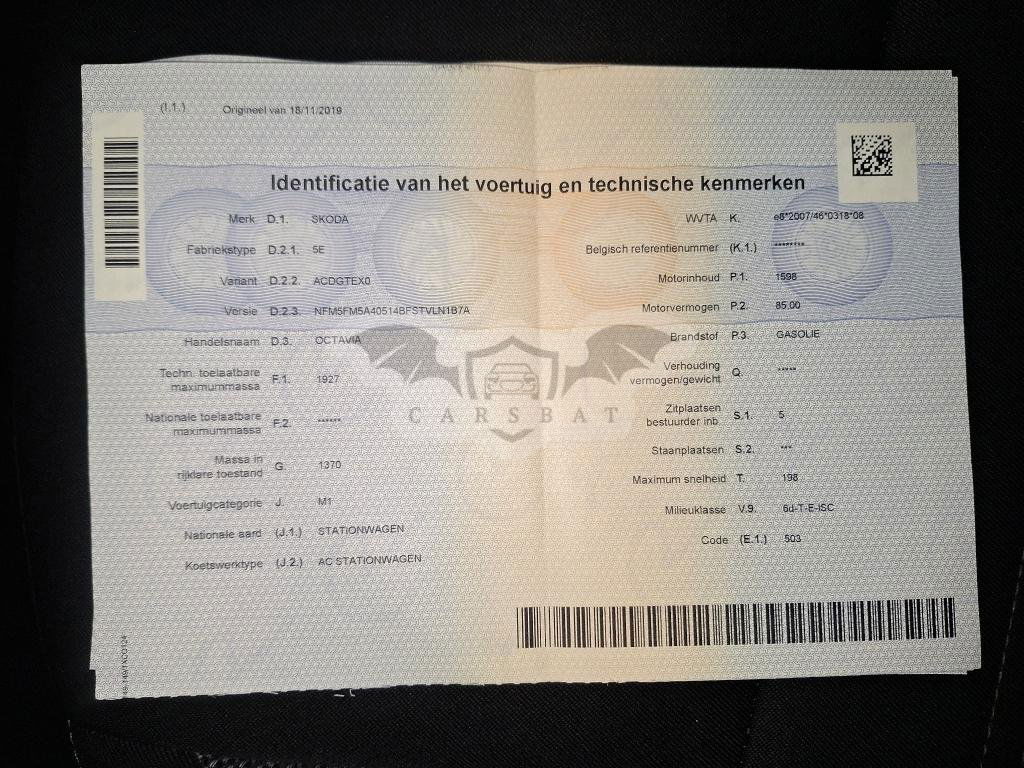 (I.1.) Origineel van 18/11/2019
Identificatie van het voertuig en technische kenmerken
Merk D.1. SKODA
Fabriekstype D.2.1. 5E
Variant D.2.2. ACDGTEX0
Versie D.2.3. NFM5FM5A40514BFSTVLN1B7A
Handelsnaam D.3. OCTAVIA
Techn. toelaatbare
maximummassa F.1. 1927
Nationale toelaatbare
maximummassa F.2. ******
Massa in
rijklare toestand G. 1370
Voertuigcategorie J. M1
Nationale aard (J.1.) STATIONWAGEN
Koetswerktype (J.2.) AC STATIONWAGEN
WVTA K. e8*2007/46*0318*08
Belgisch referentienummer (K.1.) ********
Motorinhoud P.1. 1598
Motorvermogen P.2. 85.00
Brandstof P.3. GASOLIE
Verhouding
vermogen/gewicht Q. *****
Zitplaatsen
bestuurder inb. S.1. 5
Staanplaatsen S.2. ***
Maximum snelheid T. 198
Milieuklasse V.9. 6d-T-E-ISC
Code (E.1.) 503
CARSBAT